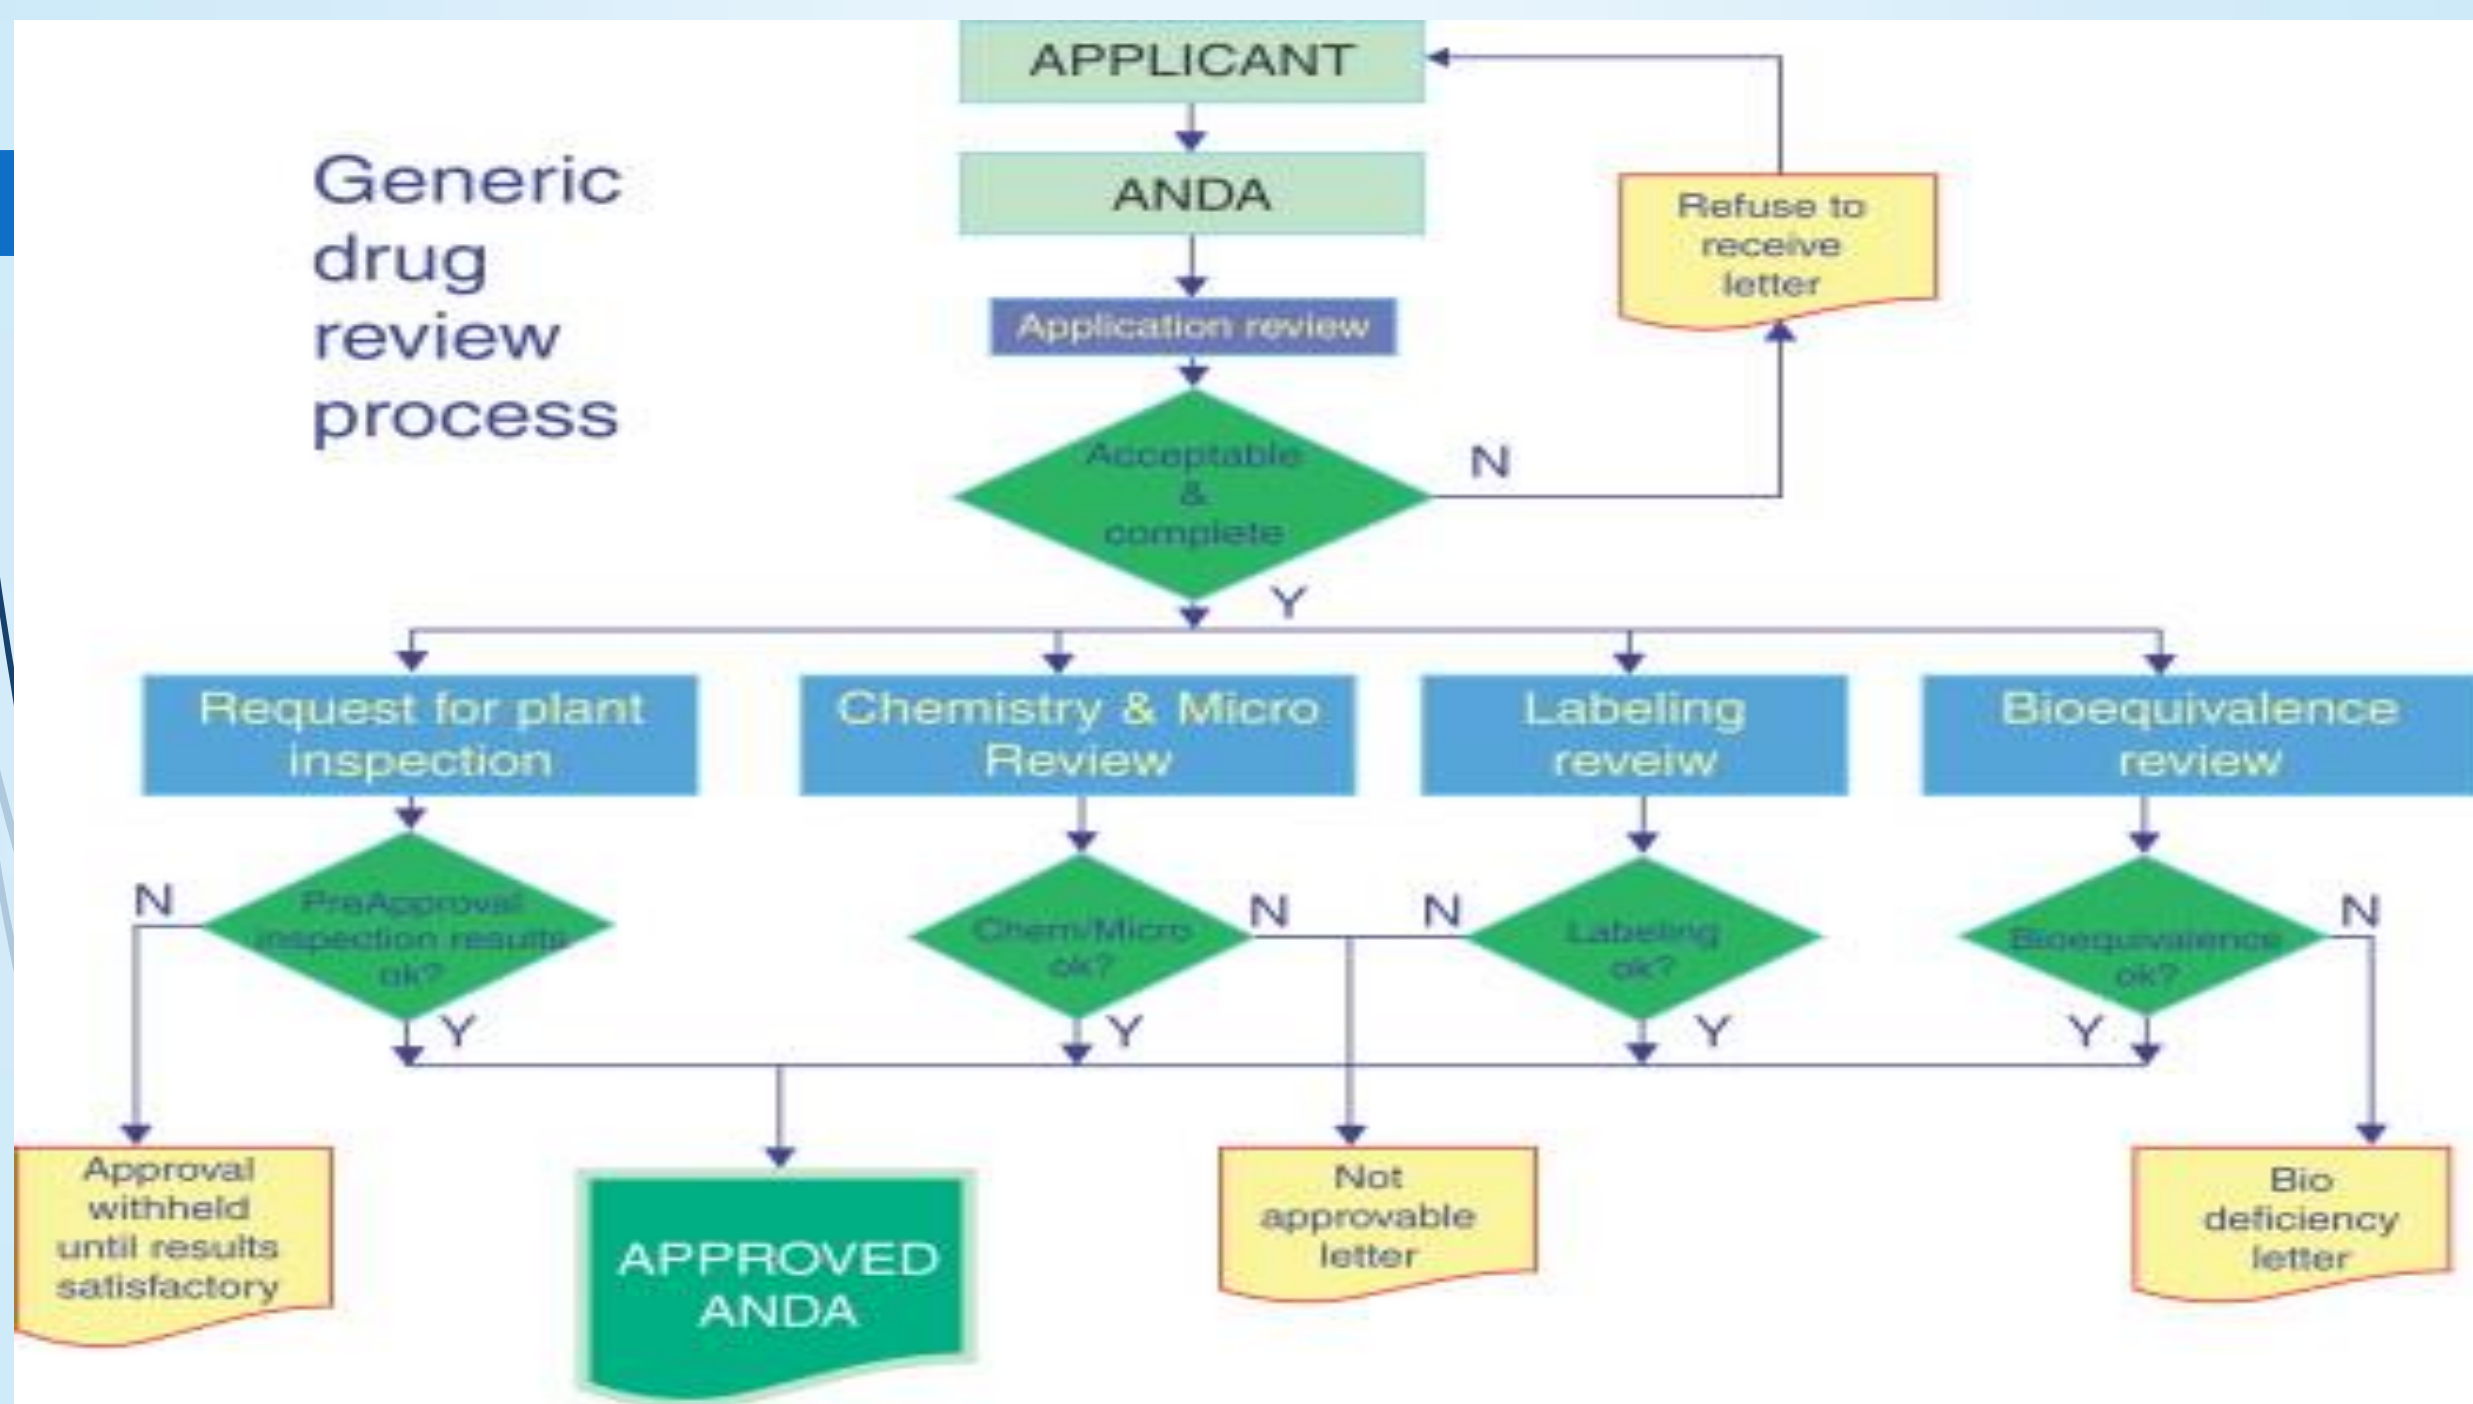 APPLICANT
ANDA
Generic
drug
review
process
Refuse to
receive
letter
Application review
Acceptable
&
complete
N
Y
Request for plant
inspection
Chemistry & Micro
Review
Labeling
reveiw
Bioequivalence
review
N
PreApproval
inspection results
ok?
Y
Chem/Micro
ok?
N
Y
N
Labeling
ok?
Y
Bioequivalence
ok?
N
Y
Approval
withheld
until results
satisfactory
APPROVED
ANDA
Not
approvable
letter
Bio
deficiency
letter